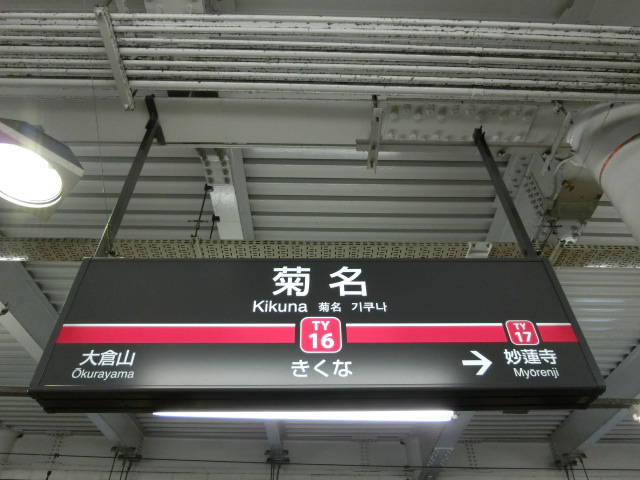 菊名
Kikuna 菊名 기쿠나
TY
16
TY
17
大倉山
Ōkurayama
きくな
→ 妙蓮寺
Myōrenji